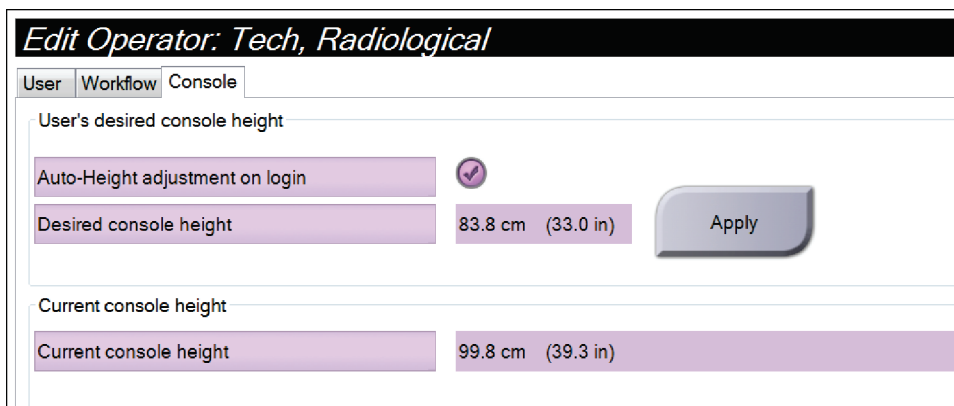 Edit Operator: Tech, Radiological
User Workflow Console
User's desired console height
Auto-Height adjustment on login
Desired console height 83.8 cm (33.0 in) Apply
Current console height
Current console height 99.8 cm (39.3 in)